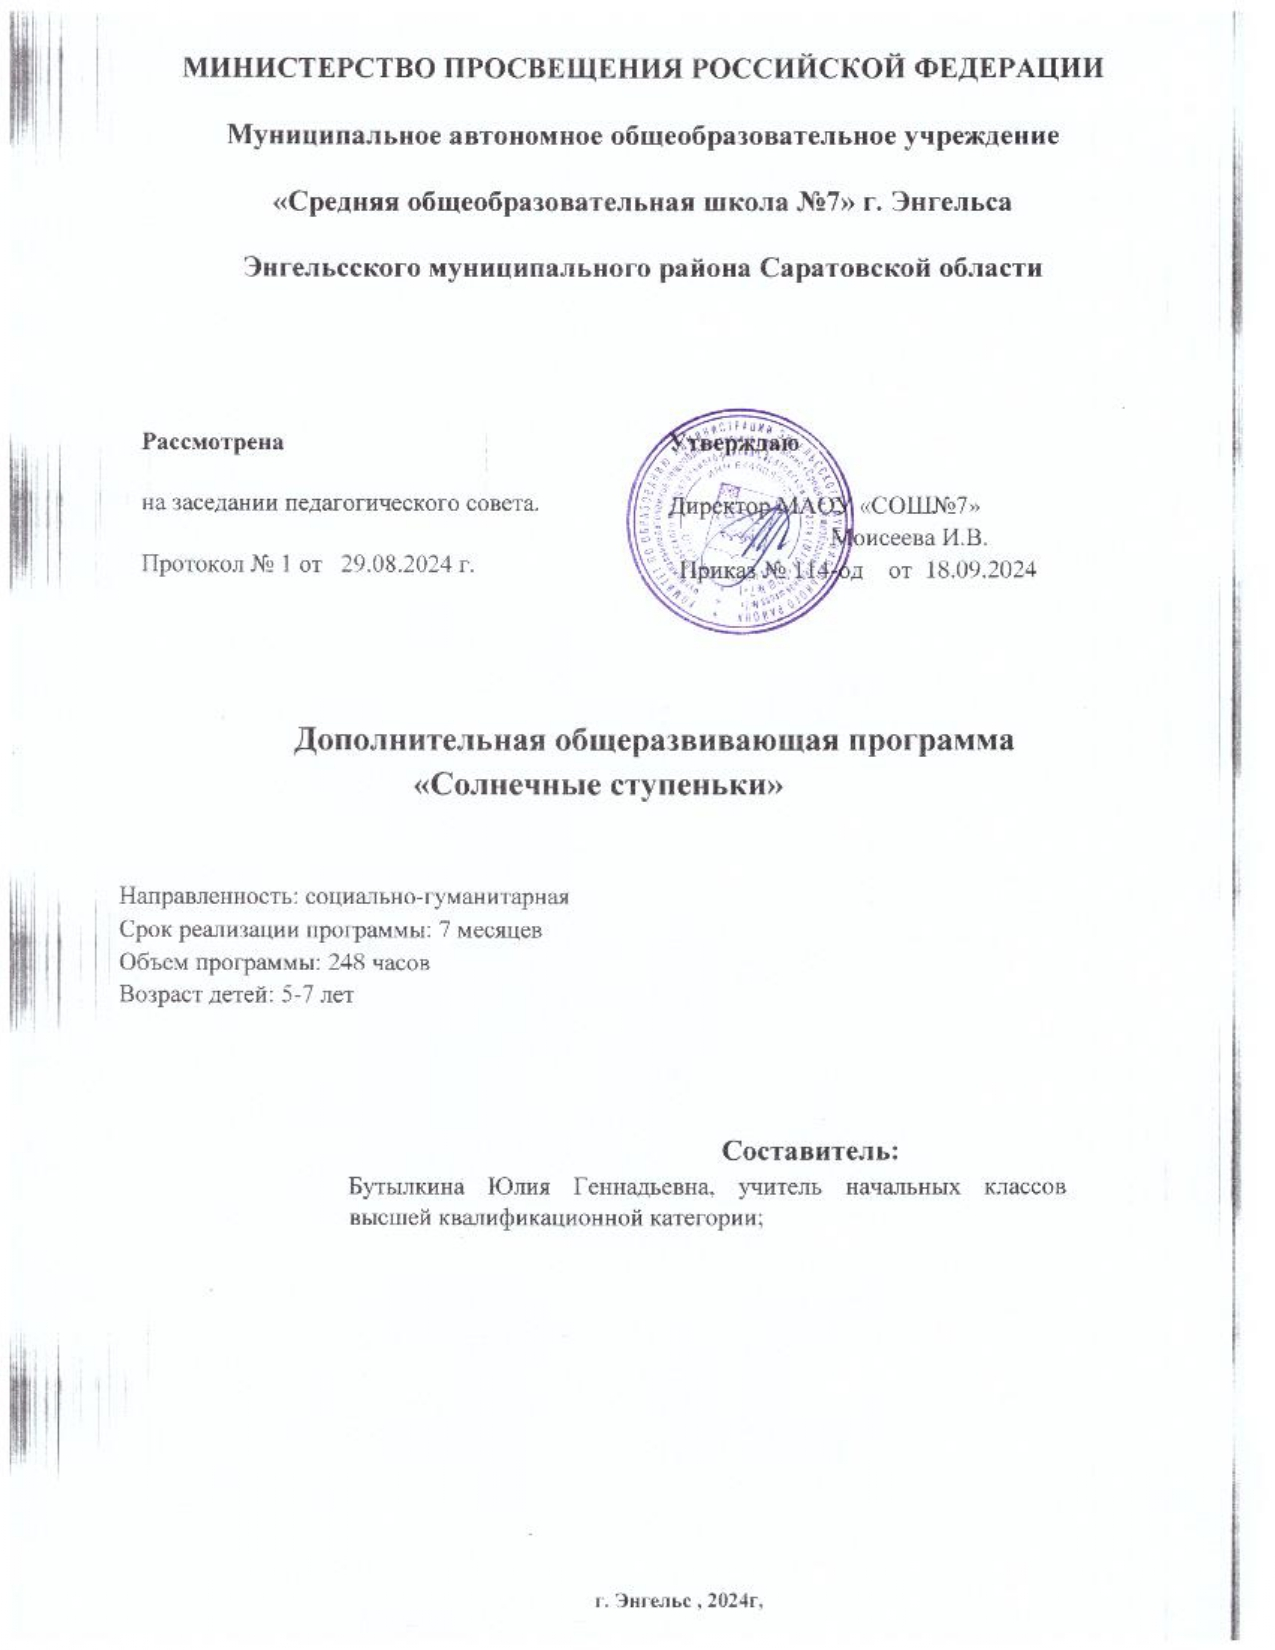 МИНИСТЕРСТВО ПРОСВЕЩЕНИЯ РОССИЙСКОЙ ФЕДЕРАЦИИ
Муниципальное автономное общеобразовательное учреждение
«Средняя общеобразовательная школа №7» г. Энгельса
Энгельсского муниципального района Саратовской области
Рассмотрена
на заседании педагогического совета.
Протокол № 1 от 29.08.2024 г.
Утверждаю
Директор МАОУ «СОШ№7»
Моисеева И.В.
Приказ № 114-од от 18.09.2024
Дополнительная общеразвивающая программа
«Солнечные ступеньки»
Направленность: социально-гуманитарная
Срок реализации программы: 7 месяцев
Объем программы: 248 часов
Возраст детей: 5-7 лет
Составитель:
Бутылкина Юлия Геннадьевна, учитель начальных классов
высшей квалификационной категории;
г. Энгельс , 2024г,